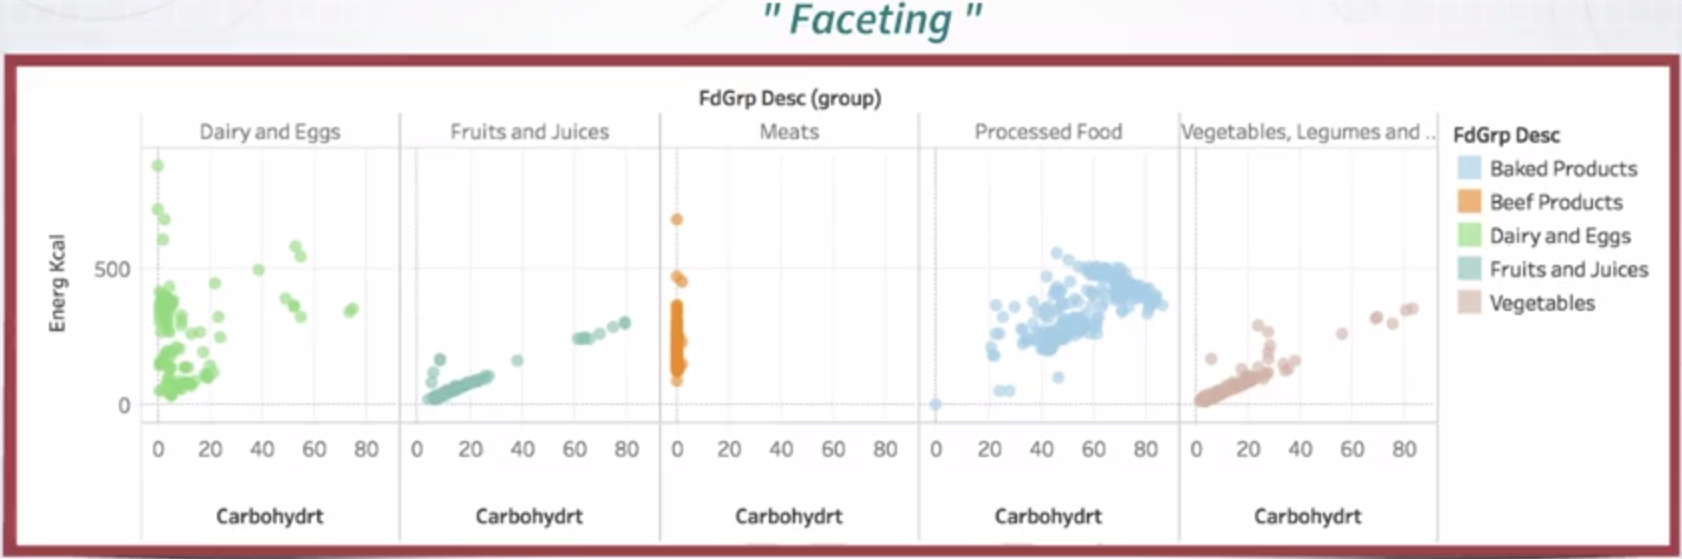 " Faceting "
FdGrp Desc (group)
Dairy and Eggs Fruits and Juices Meats Processed Food Vegetables, Legumes and ..
FdGrp Desc
Baked Products
Beef Products
Dairy and Eggs
Fruits and Juices
Vegetables
Energ Kcal
500
0
0 20 40 60 80 0 20 40 60 80 0 20 40 60 80 0 20 40 60 80 0 20 40 60 80
Carbohydrt Carbohydrt Carbohydrt Carbohydrt Carbohydrt